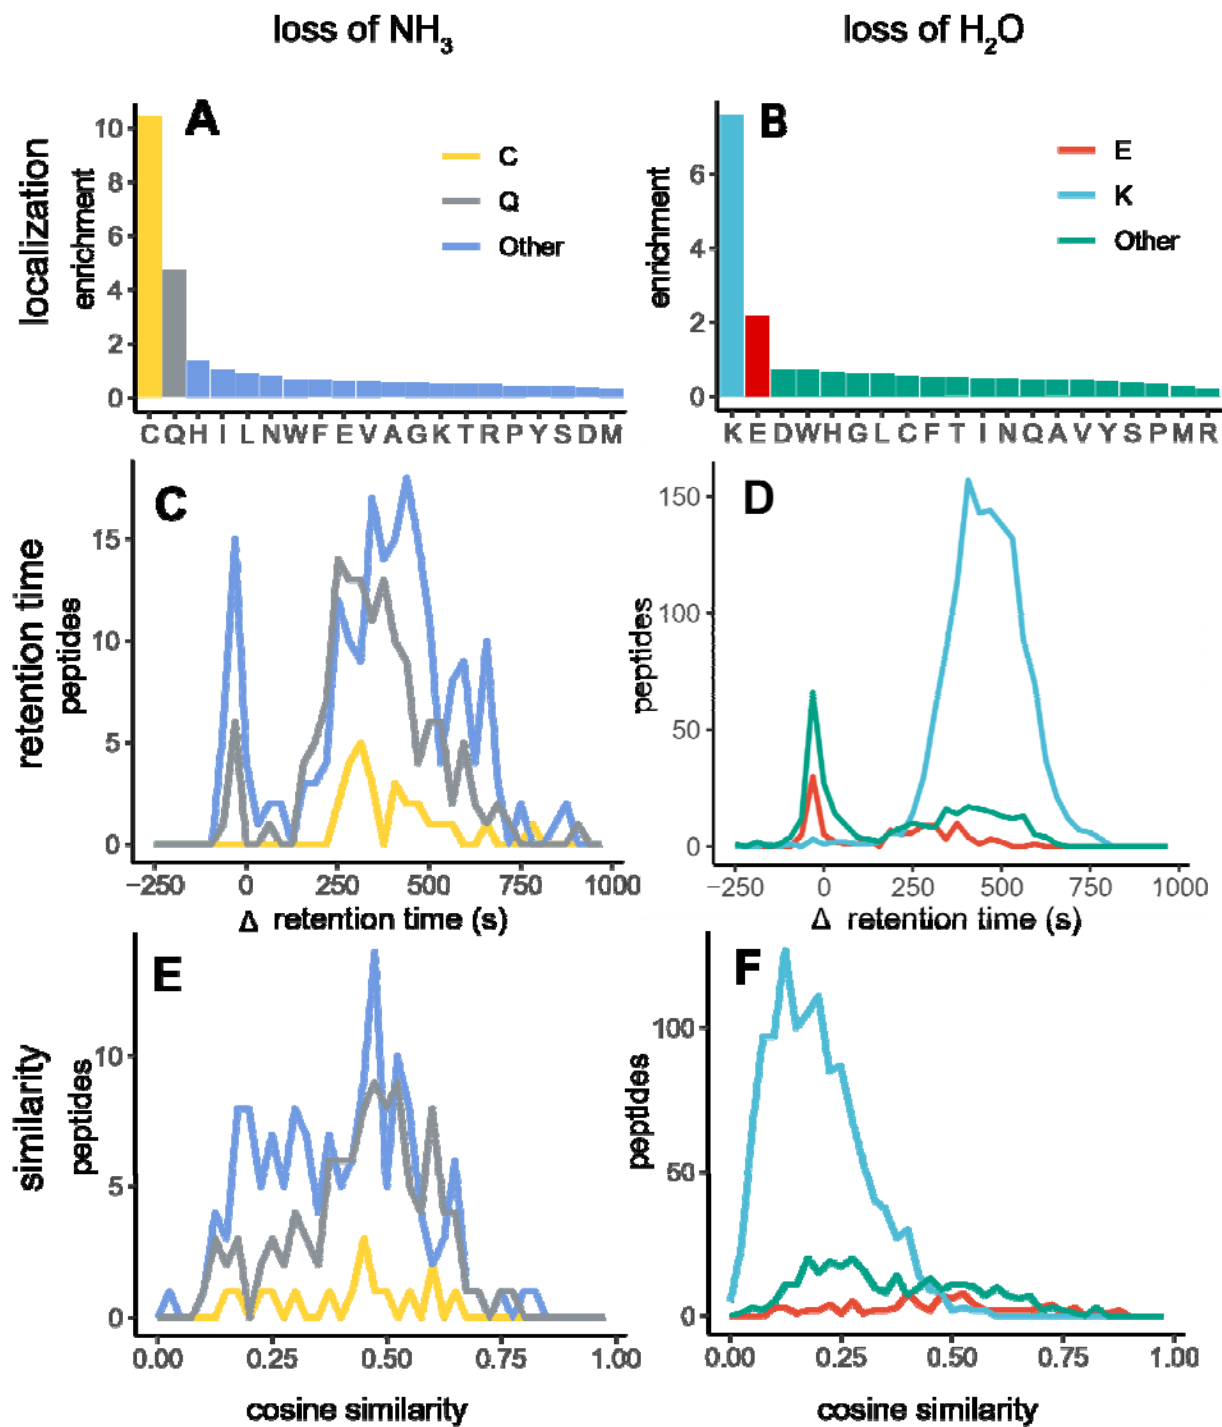 loss of NH3
loss of H2O
localization
enrichment
A
C
Q
Other
10
8
6
4
2
0
C Q H I L N W F E V A G K T R P Y S D M
enrichment
B
E
K
Other
6
4
2
0
K E D W H G L C F T I N Q A V Y S P M R
retention time
peptides
C
15
10
5
0
−250 0 250 500 750 1000
Δ retention time (s)
peptides
D
150
100
50
0
−250 0 250 500 750 1000
Δ retention time (s)
similarity
peptides
E
10
5
0
0.00 0.25 0.50 0.75 1.00
cosine similarity
peptides
F
100
50
0
0.00 0.25 0.50 0.75 1.00
cosine similarity